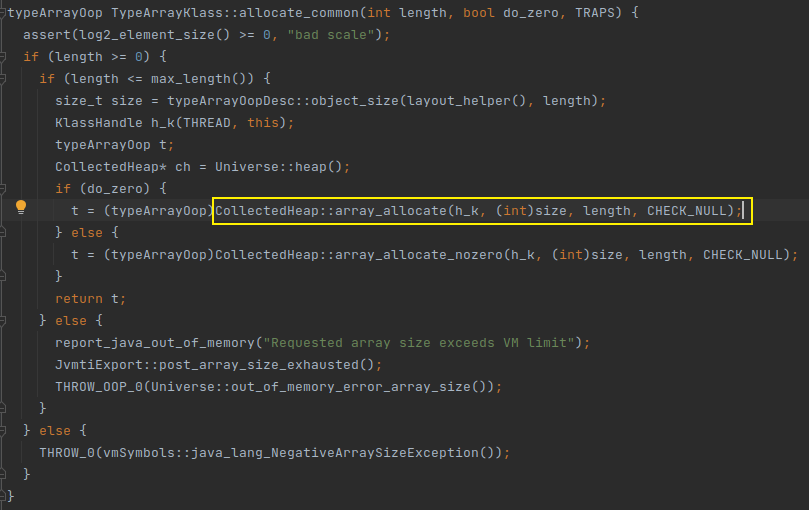 typeArrayOop TypeArrayKlass::allocate_common(int length, bool do_zero, TRAPS) {
  assert(log2_element_size() >= 0, "bad scale");
  if (length >= 0) {
    if (length <= max_length()) {
      size_t size = typeArrayOopDesc::object_size(layout_helper(), length);
      KlassHandle h_k(THREAD, this);
      typeArrayOop t;
      CollectedHeap* ch = Universe::heap();
      if (do_zero) {
        t = (typeArrayOop)CollectedHeap::array_allocate(h_k, (int)size, length, CHECK_NULL);
      } else {
        t = (typeArrayOop)CollectedHeap::array_allocate_nozero(h_k, (int)size, length, CHECK_NULL);
      }
      return t;
    } else {
      report_java_out_of_memory("Requested array size exceeds VM limit");
      JvmtiExport::post_array_size_exhausted();
      THROW_OOP_0(Universe::out_of_memory_error_array_size());
    }
  } else {
    THROW_0(vmSymbols::java_lang_NegativeArraySizeException());
  }
}